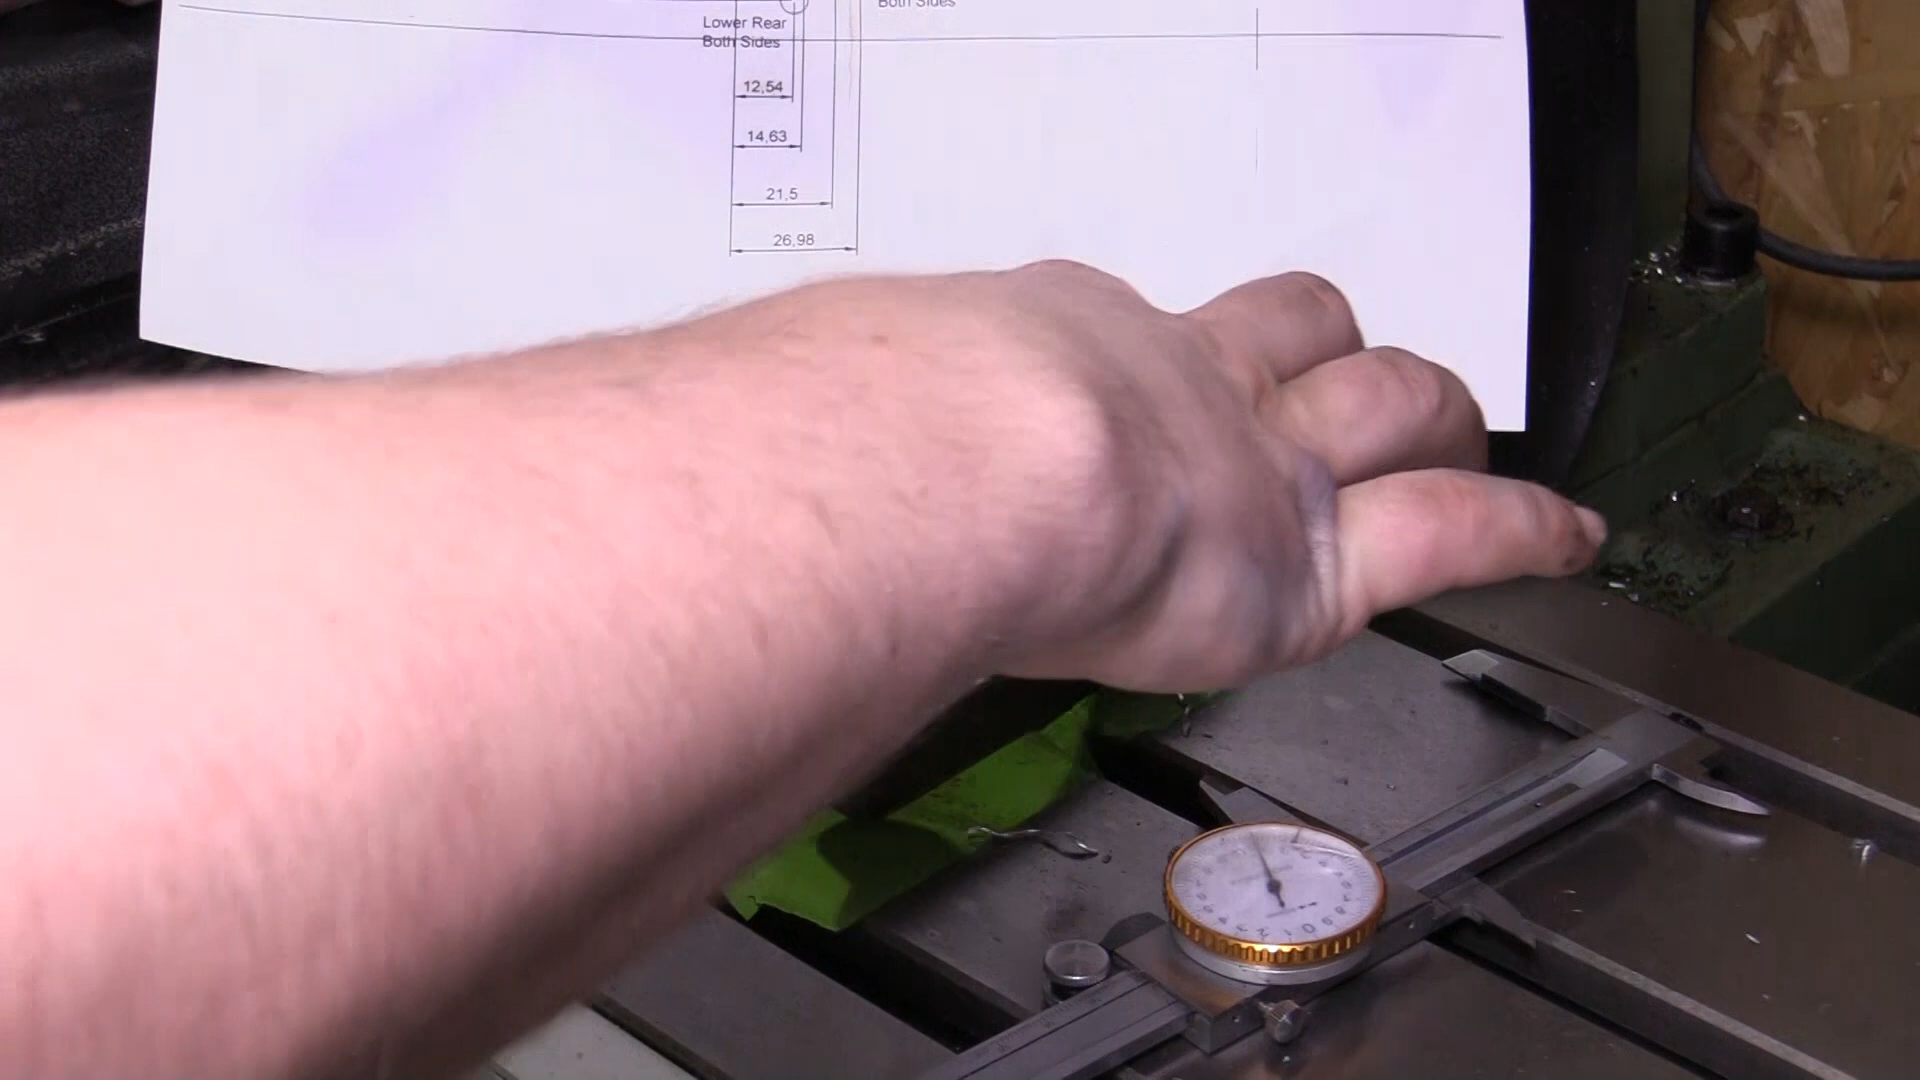 Both Sides
Lower Rear
Both Sides
12,54
14,63
21,5
26,98